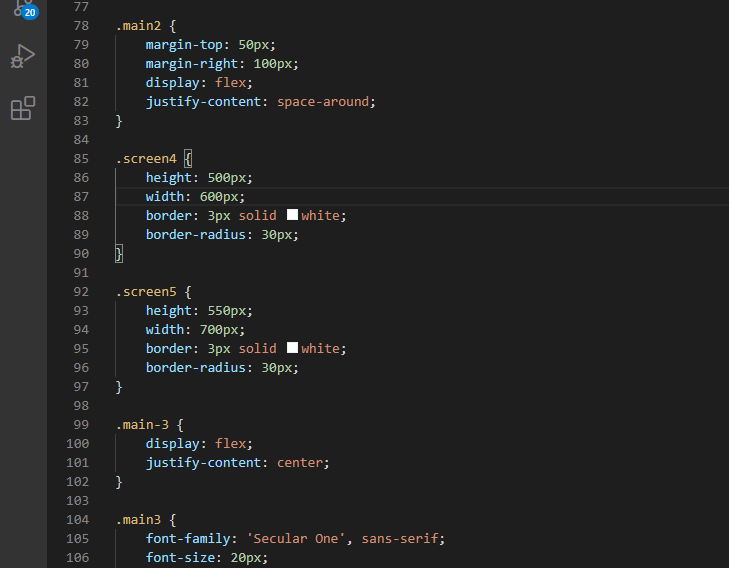 20
77
78 .main2 {
79 margin-top: 50px;
80 margin-right: 100px;
81 display: flex;
82 justify-content: space-around;
83 }
84
85 .screen4 {
86 height: 500px;
87 width: 600px;
88 border: 3px solid white;
89 border-radius: 30px;
90 }
91
92 .screen5 {
93 height: 550px;
94 width: 700px;
95 border: 3px solid white;
96 border-radius: 30px;
97 }
98
99 .main-3 {
100 display: flex;
101 justify-content: center;
102 }
103
104 .main3 {
105 font-family: 'Secular One', sans-serif;
106 font-size: 20px;